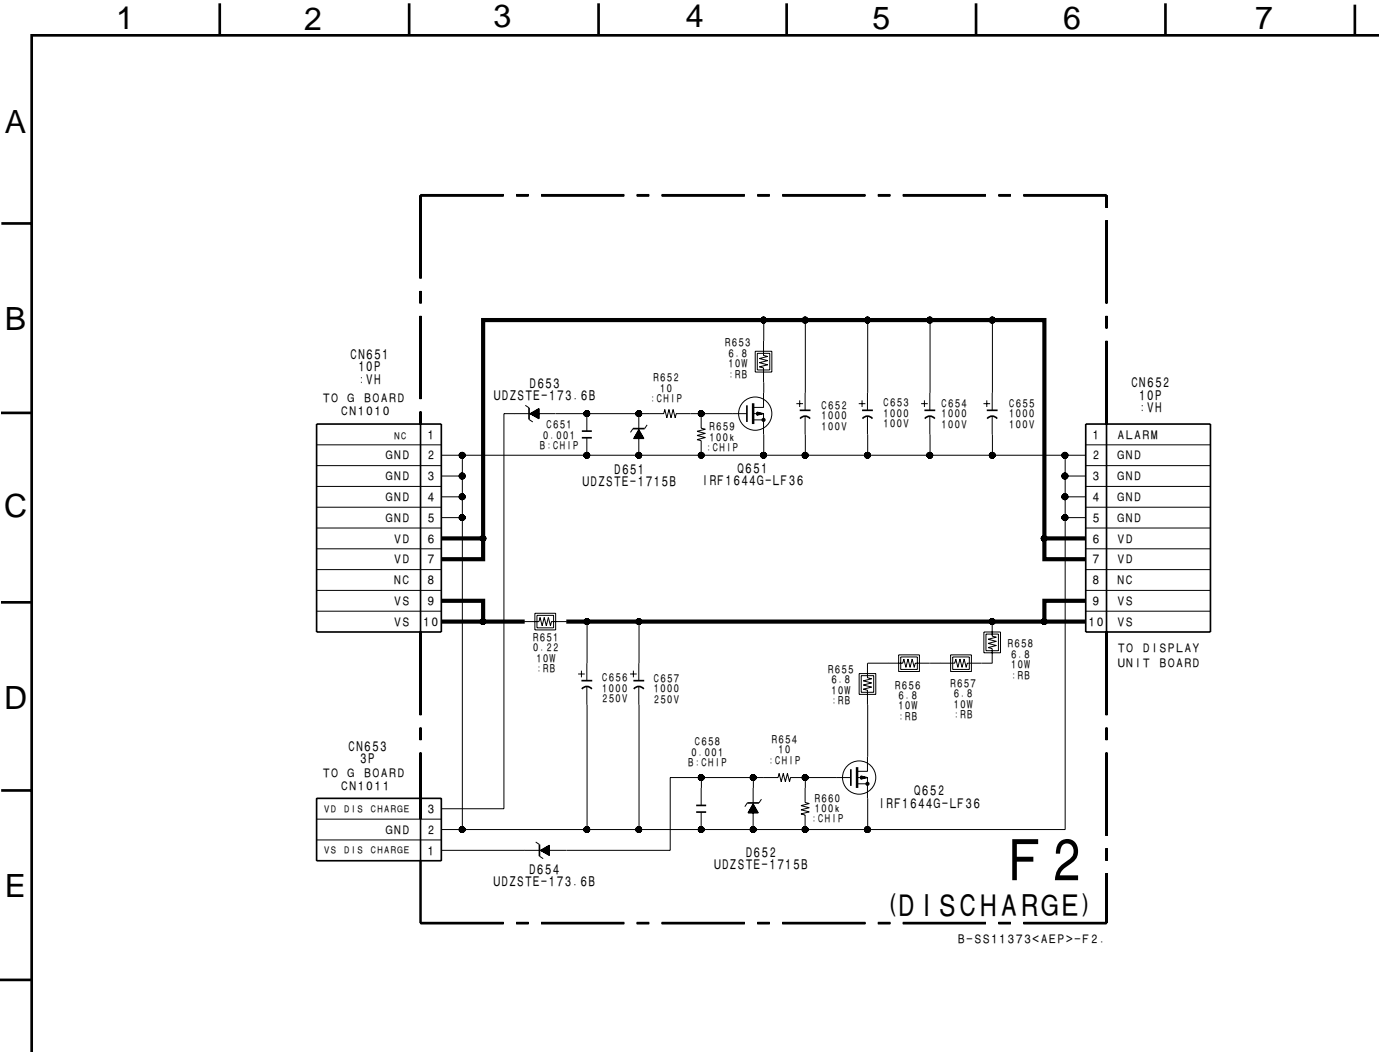 1 2 3 4 5 6 7
A
B
C
D
E
CN651
10P
:VH
TO G BOARD
CN1010
NC 1
GND 2
GND 3
GND 4
GND 5
VD 6
VD 7
NC 8
VS 9
VS 10
CN653
3P
TO G BOARD
CN1011
VD DIS CHARGE 3
GND 2
VS DIS CHARGE 1
D653
UDZSTE-173.6B
C651
0.001
B:CHIP
R652
10
:CHIP
D651
UDZSTE-1715B
R659
100k
:CHIP
R653
6.8
10W
:RB
Q651
IRF1644G-LF36
C652
1000
100V
C653
1000
100V
C654
1000
100V
C655
1000
100V
R651
0.22
10W
:RB
C656
1000
250V
C657
1000
250V
C658
0.001
B:CHIP
R654
10
:CHIP
R655
6.8
10W
:RB
R656
6.8
10W
:RB
R657
6.8
10W
:RB
R658
6.8
10W
:RB
R660
100k
:CHIP
Q652
IRF1644G-LF36
D652
UDZSTE-1715B
D654
UDZSTE-173.6B
CN652
10P
:VH
1 ALARM
2 GND
3 GND
4 GND
5 GND
6 VD
7 VD
8 NC
9 VS
10 VS
TO DISPLAY
UNIT BOARD
F2
(DISCHARGE)
B-SS11373<AEP>-F2.